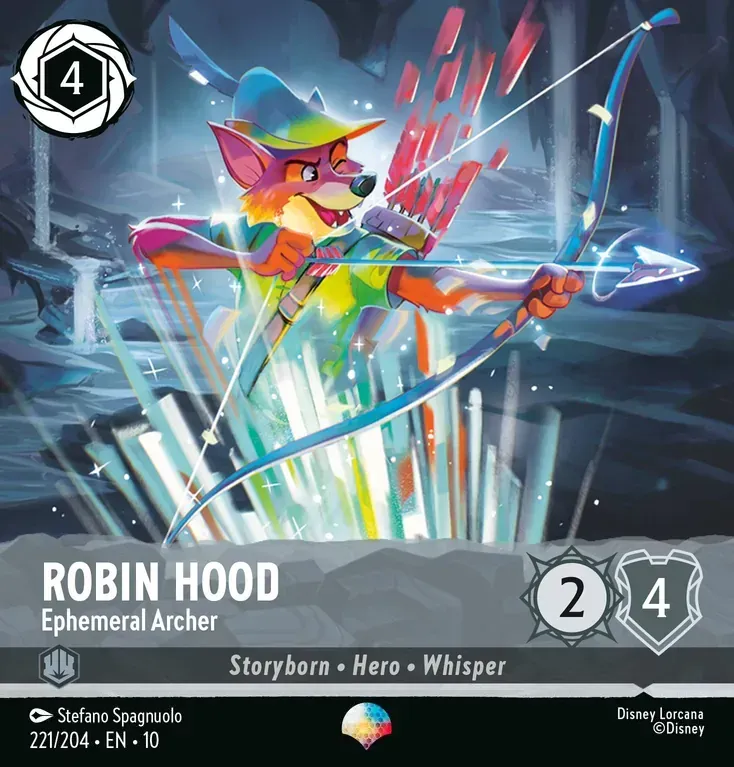 4
ROBIN HOOD
Ephemeral Archer
2
4
Storyborn • Hero • Whisper
Stefano Spagnuolo
221/204 • EN • 10
Disney Lorcana
©Disney